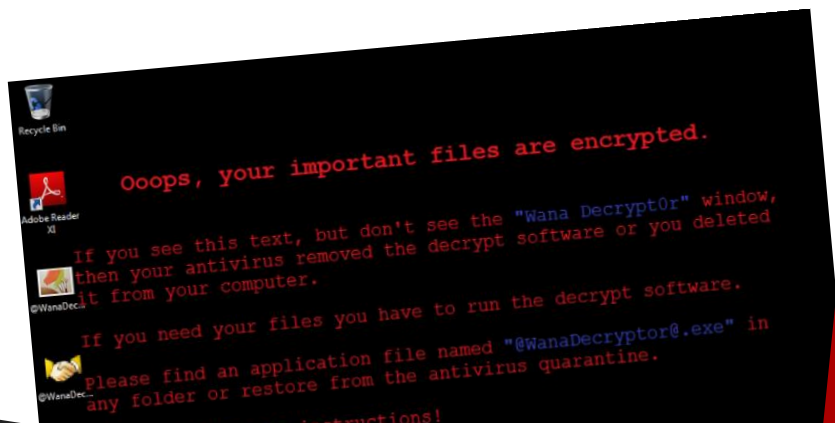 Recycle Bin
Ooops, your important files are encrypted.
Adobe Reader
XI
If you see this text, but don't see the "Wana Decrypt0r" window,
then your antivirus removed the decrypt software or you deleted
it from your computer.
@WanaDec...
If you need your files you have to run the decrypt software.
Please find an application file named "@WanaDecryptor@.exe" in
any folder or restore from the antivirus quarantine.
@WanaDec...
instructions!